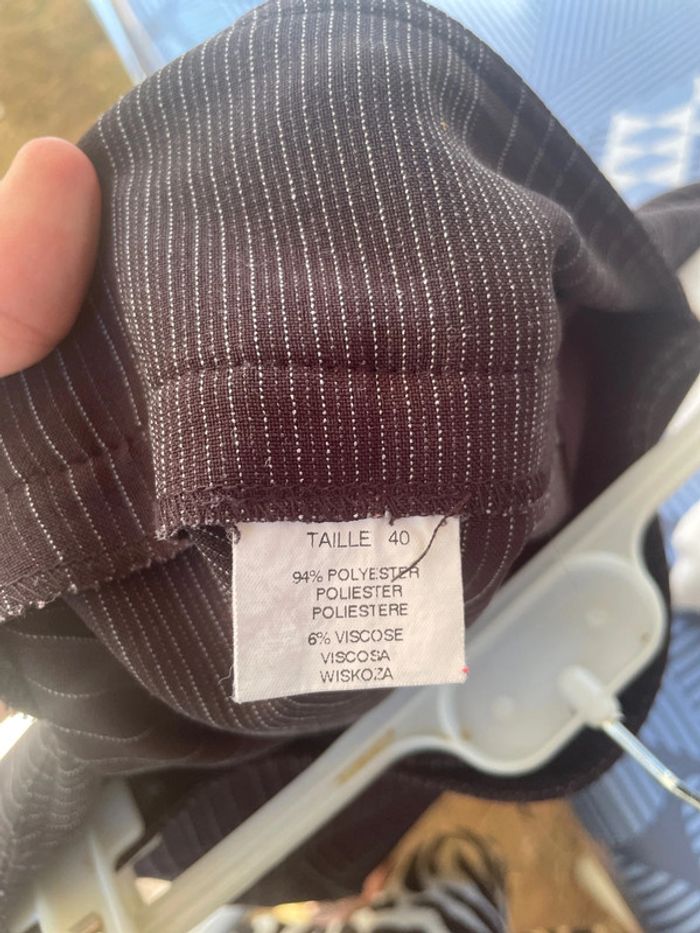 TAILLE 40
94% POLYESTER
POLIESTER
POLIESTERE
6% VISCOSE
VISCOSA
WISKOZA